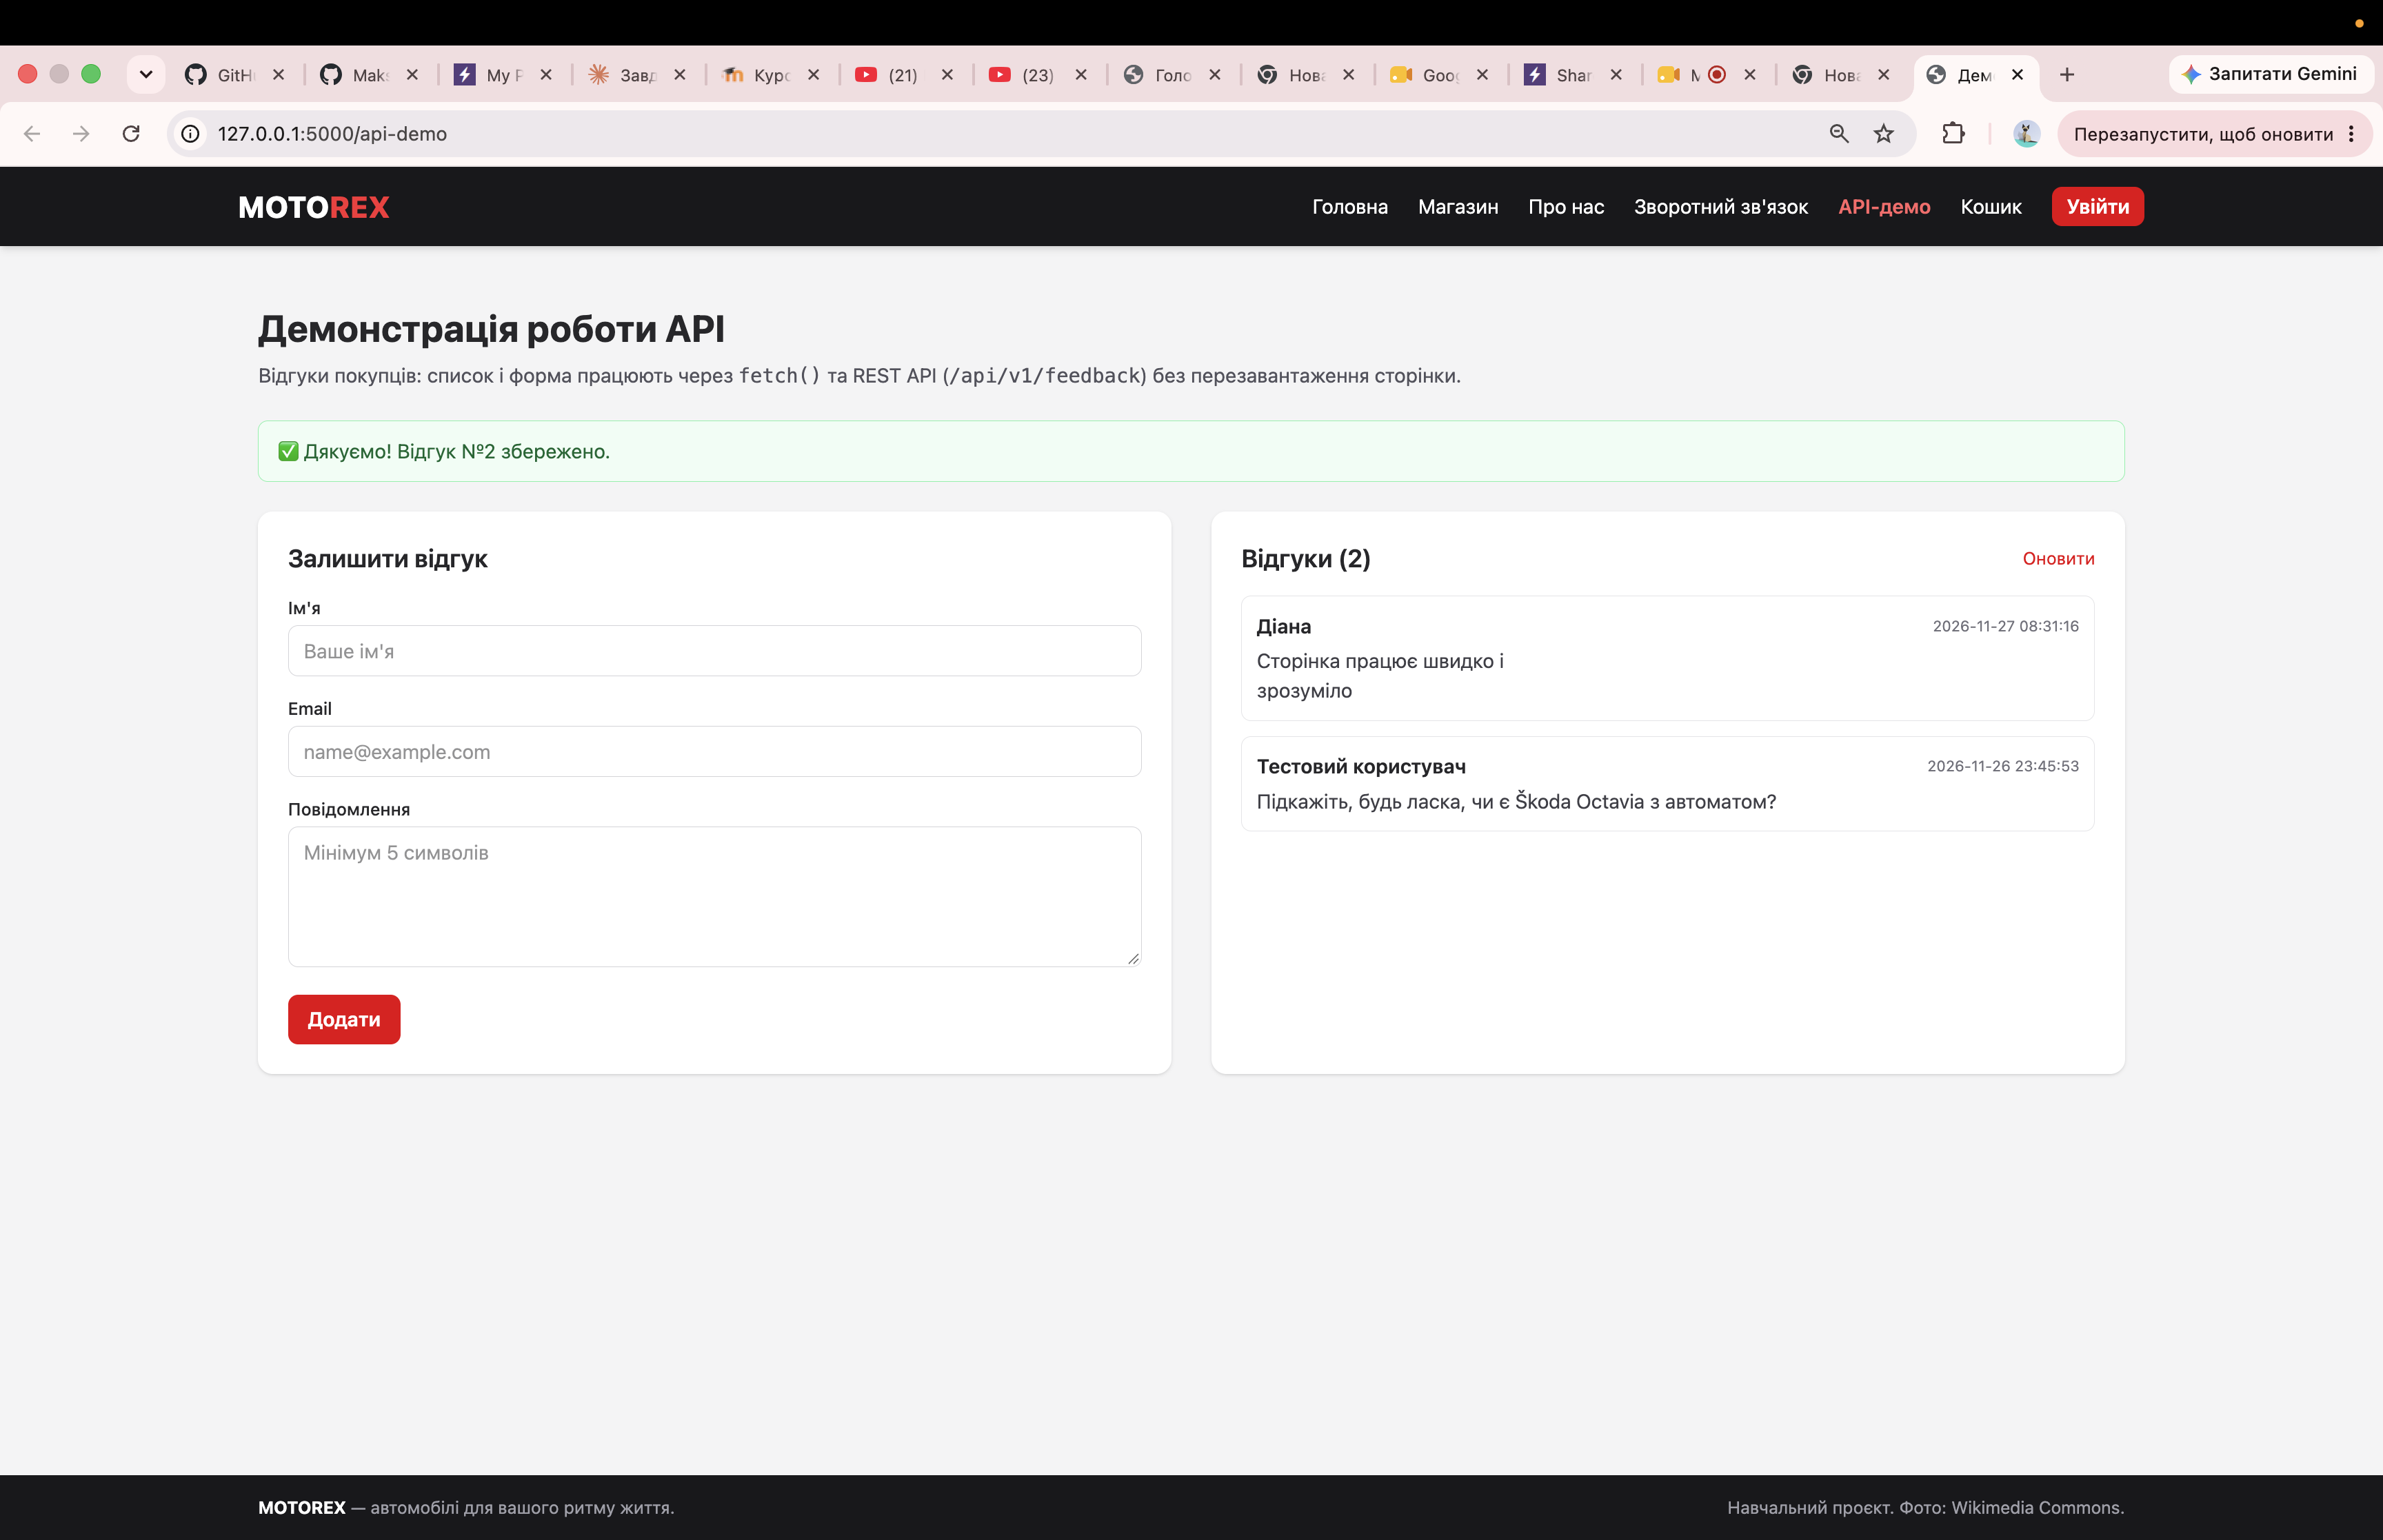 GitH
Maks
My P
Завд
Курс
(21)
(23)
Голо
Нова
Goog
Shar
М
Нова
Дем
Запитати Gemini
127.0.0.1:5000/api-demo
Перезапустити, щоб оновити
MOTOREX
Головна
Магазин
Про нас
Зворотний зв'язок
API-демо
Кошик
Увійти
Демонстрація роботи API
Відгуки покупців: список і форма працюють через fetch() та REST API (/api/v1/feedback) без перезавантаження сторінки.
✅ Дякуємо! Відгук №2 збережено.
Залишити відгук
Ім'я
Ваше ім'я
Email
name@example.com
Повідомлення
Мінімум 5 символів
Додати
Відгуки (2)
Оновити
Діана
2026-11-27 08:31:16
Сторінка працює швидко і
зрозуміло
Тестовий користувач
2026-11-26 23:45:53
Підкажіть, будь ласка, чи є Škoda Octavia з автоматом?
MOTOREX — автомобілі для вашого ритму життя.
Навчальний проєкт. Фото: Wikimedia Commons.